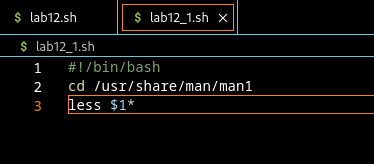 $ lab12.sh
$ lab12_1.sh ×
$ lab12_1.sh
1 #!/bin/bash
2 cd /usr/share/man/man1
3 less $1*